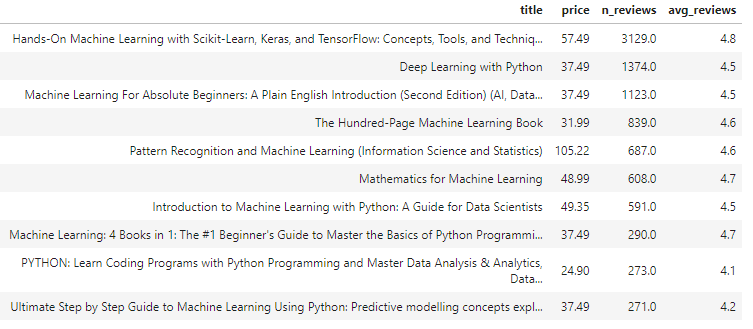 title price n_reviews avg_reviews
Hands-On Machine Learning with Scikit-Learn, Keras, and TensorFlow: Concepts, Tools, and Techniq... 57.49 3129.0 4.8
Deep Learning with Python 37.49 1374.0 4.5
Machine Learning For Absolute Beginners: A Plain English Introduction (Second Edition) (AI, Data... 37.49 1123.0 4.5
The Hundred-Page Machine Learning Book 31.99 839.0 4.6
Pattern Recognition and Machine Learning (Information Science and Statistics) 105.22 687.0 4.6
Mathematics for Machine Learning 48.99 608.0 4.7
Introduction to Machine Learning with Python: A Guide for Data Scientists 49.35 591.0 4.5
Machine Learning: 4 Books in 1: The #1 Beginner's Guide to Master the Basics of Python Programmi... 37.49 290.0 4.7
PYTHON: Learn Coding Programs with Python Programming and Master Data Analysis & Analytics,
Data... 24.90 273.0 4.1
Ultimate Step by Step Guide to Machine Learning Using Python: Predictive modelling concepts expl... 37.49 271.0 4.2